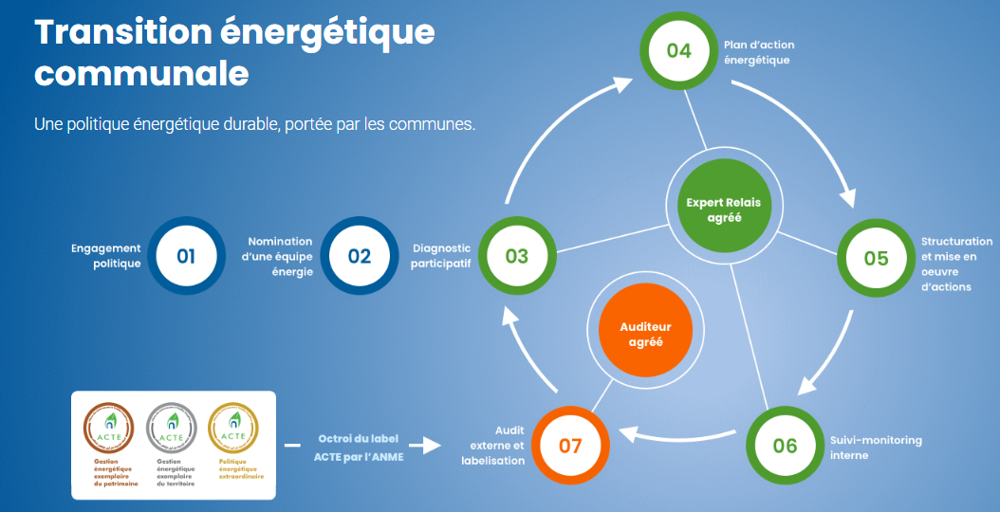 Transition énergétique
communale
Une politique énergétique durable, portée par les communes.
04
Plan d'action
énergétique
Expert Relais
agréé
Engagement
politique
01
Nomination
d'une équipe
énergie
02
Diagnostic
participatif
03
05
Structuration
et mise en
oeuvre
d'actions
Auditeur
agréé
ACTE
Gestion
énergétique
exemplaire
du patrimoine
ACTE
Gestion
énergétique
exemplaire
du territoire
ACTE
Politique
énergétique
extraordinaire
Octroi du label
ACTE par l'ANME
Audit
externe et
labelisation
07
06
Suivi-monitoring
interne